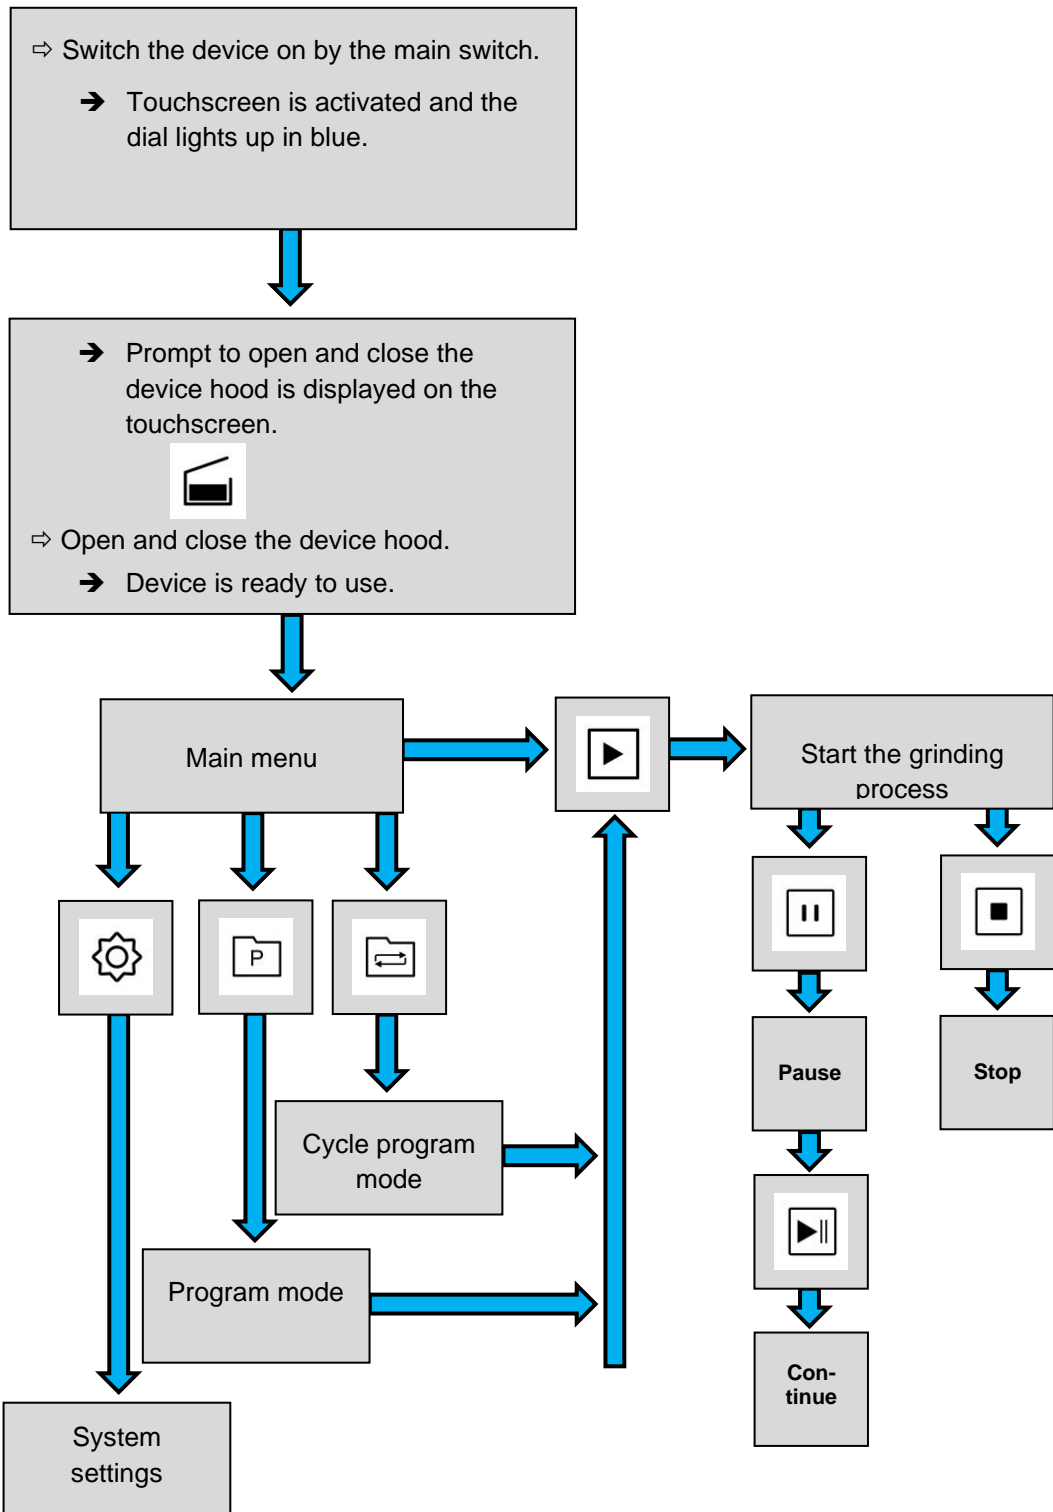 ⇨ Switch the device on by the main switch.
➔ Touchscreen is activated and the
dial lights up in blue.
➔ Prompt to open and close the
device hood is displayed on the
touchscreen.
⇨ Open and close the device hood.
➔ Device is ready to use.
Main menu
Start the grinding
process
P
Pause
Stop
Cycle program
mode
Program mode
Con-
tinue
System
settings